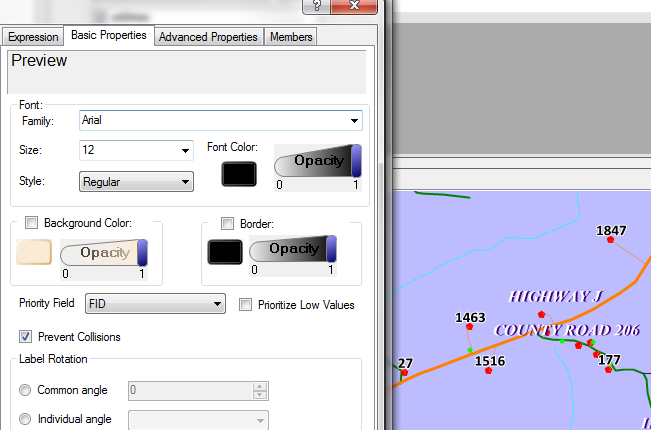 ?
X
Expression Basic Properties Advanced Properties Members
Preview
Font:
Family: Arial
Size: 12 Font Color: Opacity
0 1
Style: Regular
Background Color: Border:
Opacity Opacity
0 1 0 1
Priority Field FID Prioritize Low Values
Prevent Collisions
Label Rotation
Common angle 0
Individual angle
1847
HIGHWAY J
1463
COUNTY ROAD 206
27 1516 177